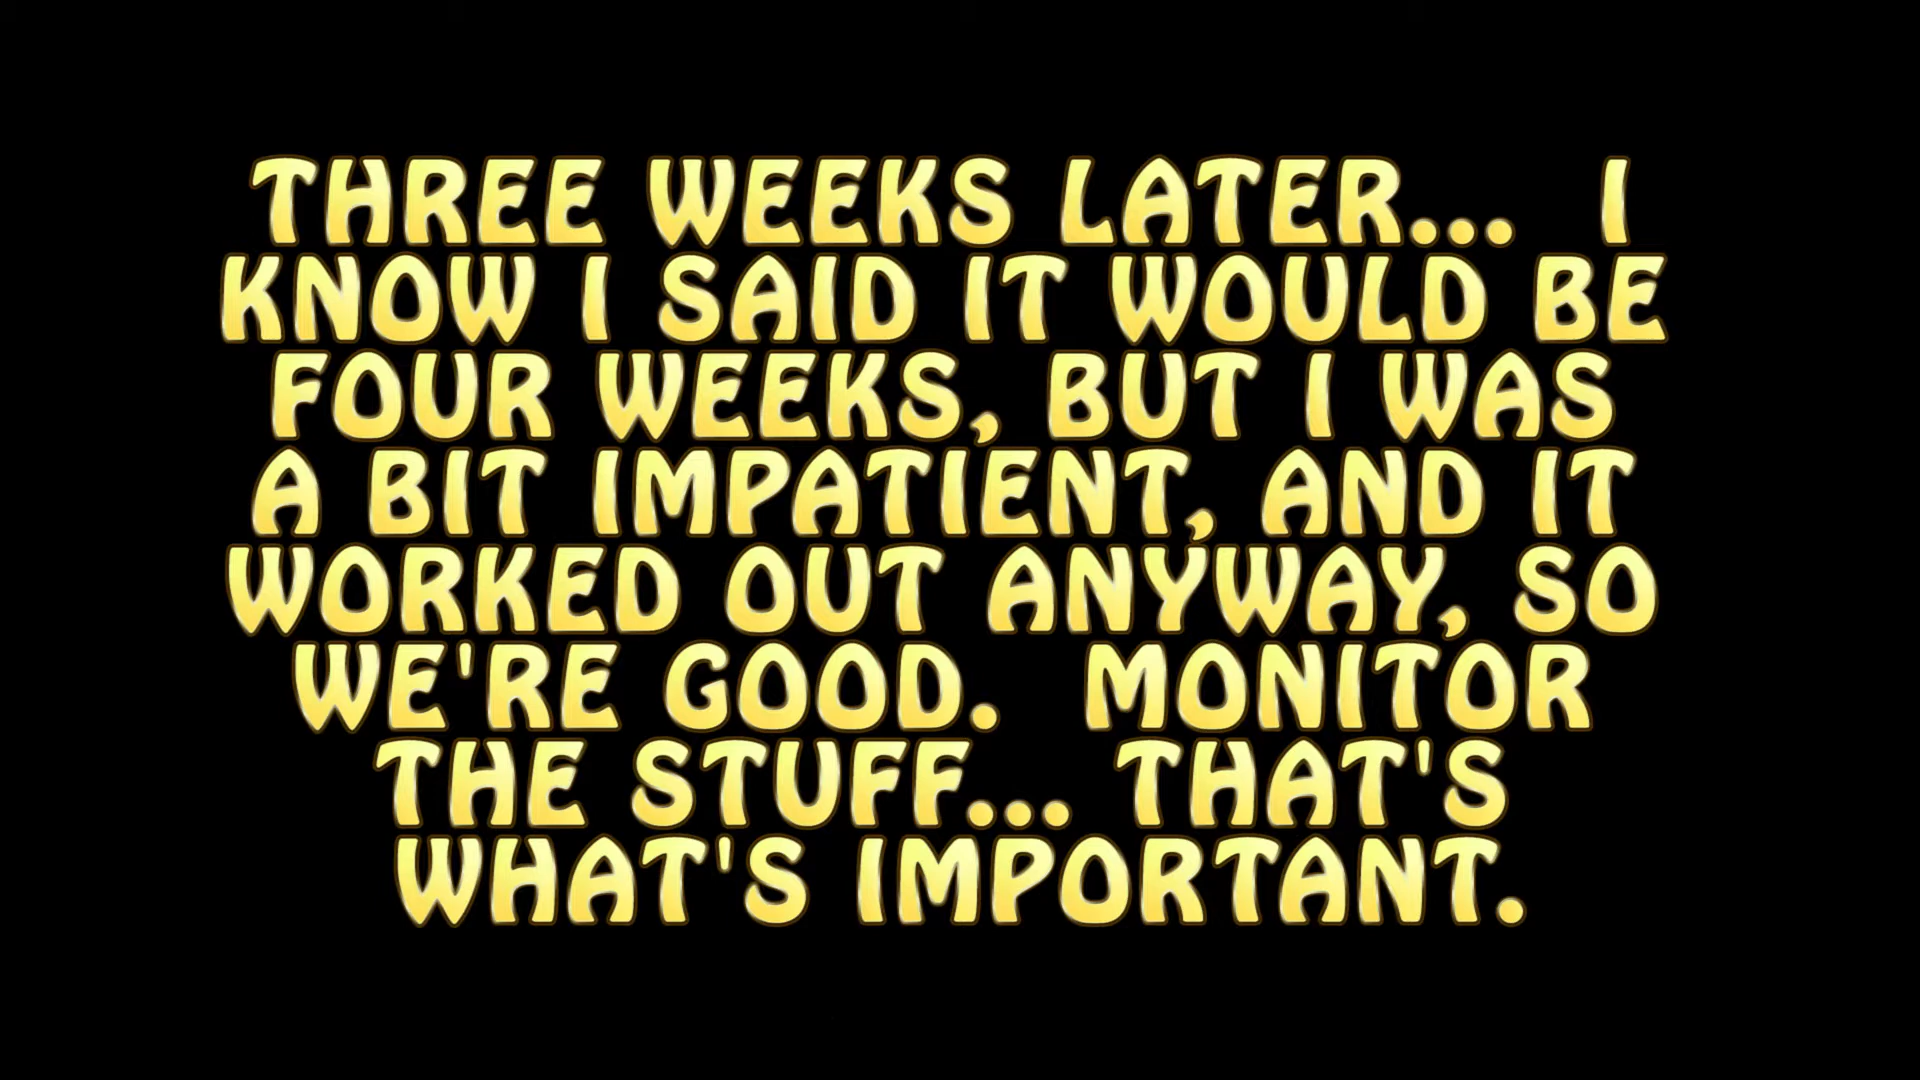 THREE WEEKS LATER... I
KNOW I SAID IT WOULD BE
FOUR WEEKS, BUT I WAS
A BIT IMPATIENT, AND IT
WORKED OUT ANYWAY, SO
WE'RE GOOD. MONITOR
THE STUFF... THAT'S
WHAT'S IMPORTANT.